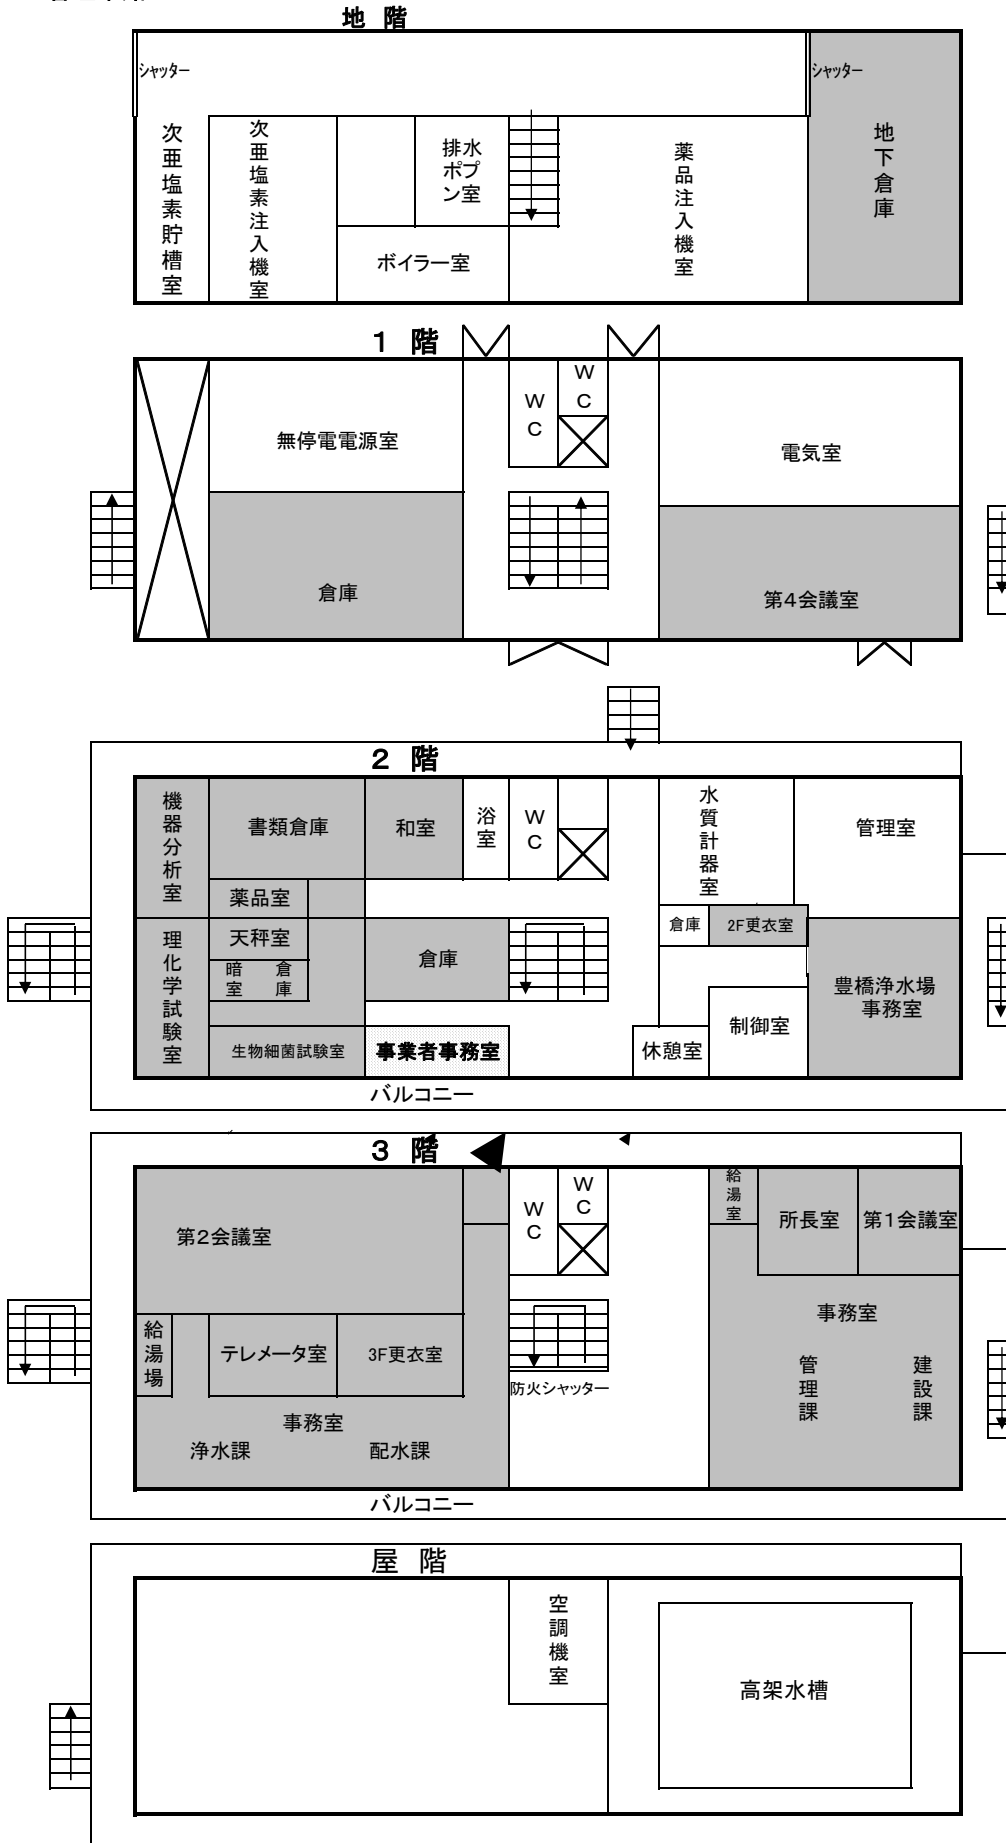 地 階
シャッター
シャッター
次亜塩素貯槽室
次亜塩素注入機室
排水
ポプ
ン室
ボイラー室
薬品注入機室
地下倉庫
1 階
無停電電源室
WC
WC
電気室
倉庫
第4会議室
2 階
機器分析室
書類倉庫
和室
浴室
WC
水質計器室
管理室
薬品室
理化学試験室
天秤室
暗室
倉庫
倉庫
倉庫
2F更衣室
豊橋浄水場
事務室
制御室
生物細菌試験室
事業者事務室
休憩室
バルコニー
3 階
第2会議室
WC
WC
給湯室
所長室
第1会議室
給湯場
テレメータ室
3F更衣室
防火シャッター
事務室
管理課
建設課
事務室
浄水課
配水課
バルコニー
屋 階
空調機室
高架水槽